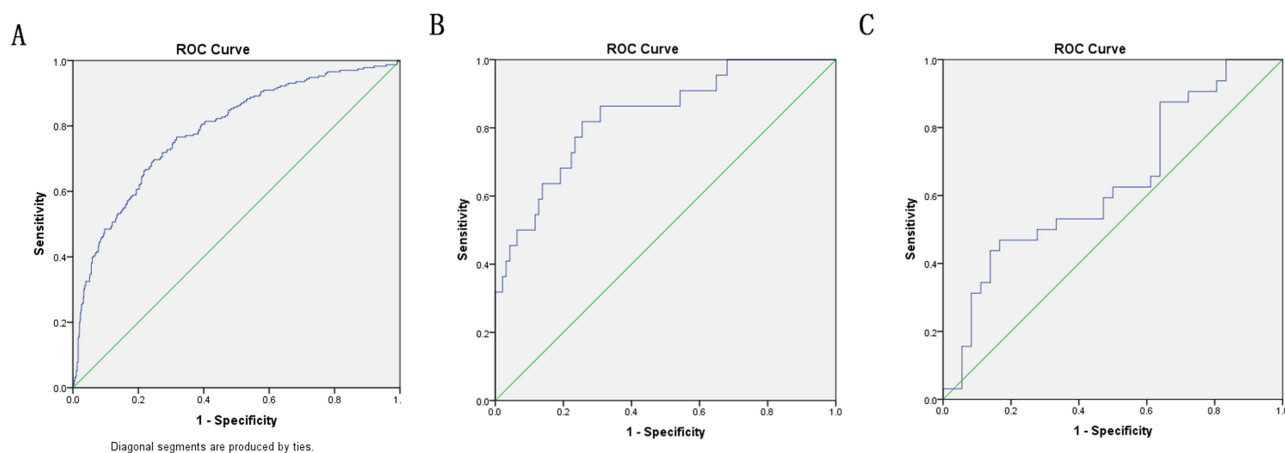 A
ROC Curve
Sensitivity
1.0
0.8
0.6
0.4
0.2
0.0
0.0 0.2 0.4 0.6 0.8 1.
1 - Specificity
Diagonal segments are produced by ties.
B
ROC Curve
Sensitivity
1.0
0.8
0.6
0.4
0.2
0.0
0.0 0.2 0.4 0.6 0.8 1.0
1 - Specificity
C
ROC Curve
Sensitivity
1.0
0.8
0.6
0.4
0.2
0.0
0.0 0.2 0.4 0.6 0.8 1.0
1 - Specificity